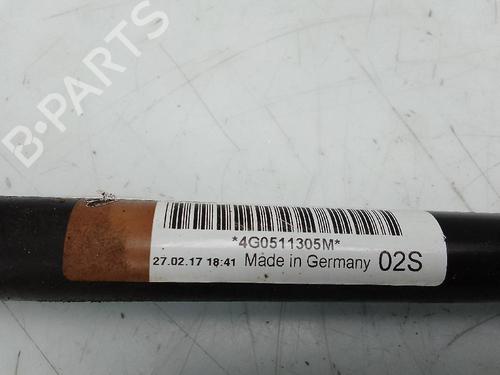 B-PARTS
*4G0511305M*
27.02.17 18:41 Made in Germany 02S